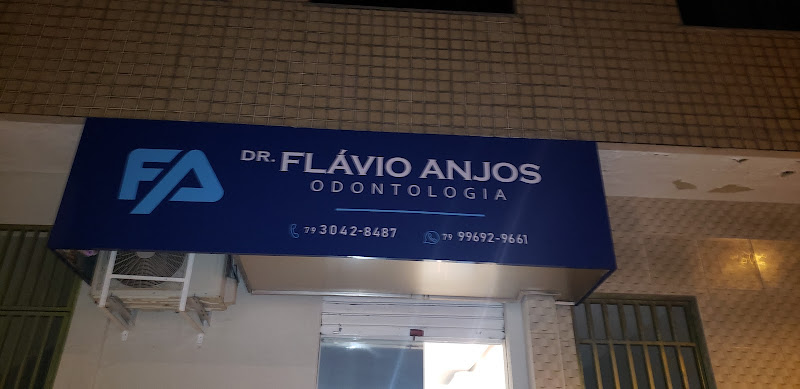 FA
DR. FLÁVIO ANJOS
ODONTOLOGIA
79 3042-8487 79 99692-9661